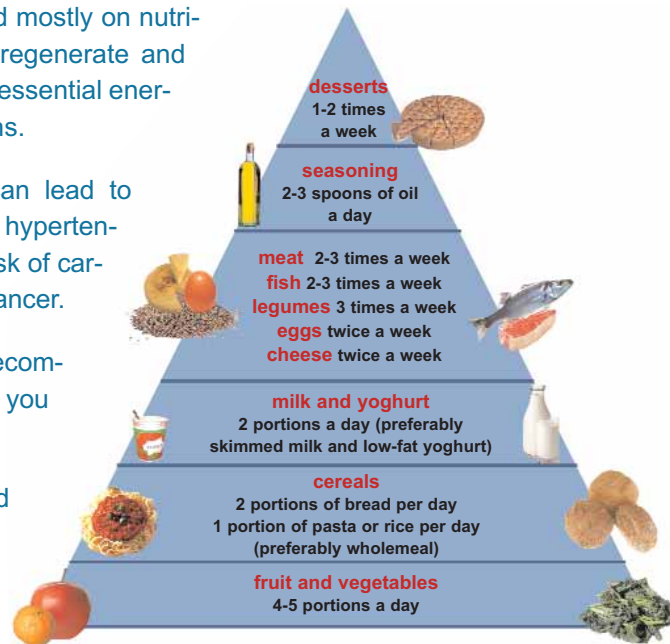 d mostly on nutri-
regenerate and
essential ener-
ns.
an lead to
hyperten-
sk of car-
ancer.
ecom-
you
d
desserts
1-2 times
a week
seasoning
2-3 spoons of oil
a day
meat 2-3 times a week
fish 2-3 times a week
legumes 3 times a week
eggs twice a week
cheese twice a week
milk and yoghurt
2 portions a day (preferably
skimmed milk and low-fat yoghurt)
cereals
2 portions of bread per day
1 portion of pasta or rice per day
(preferably wholemeal)
fruit and vegetables
4-5 portions a day